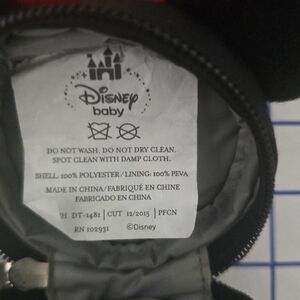 Disney
baby
DO NOT WASH. DO NOT DRY CLEAN.
SPOT CLEAN WITH DAMP CLOTH.
SHELL: 100% POLYESTER / LINING: 100% PEVA
MADE IN CHINA/FABRIQUÉ EN CHINE
FABRICADO EN CHINA
DT-1481 | CUT 12/2015 | PFCN
RN 102931 ©Disney